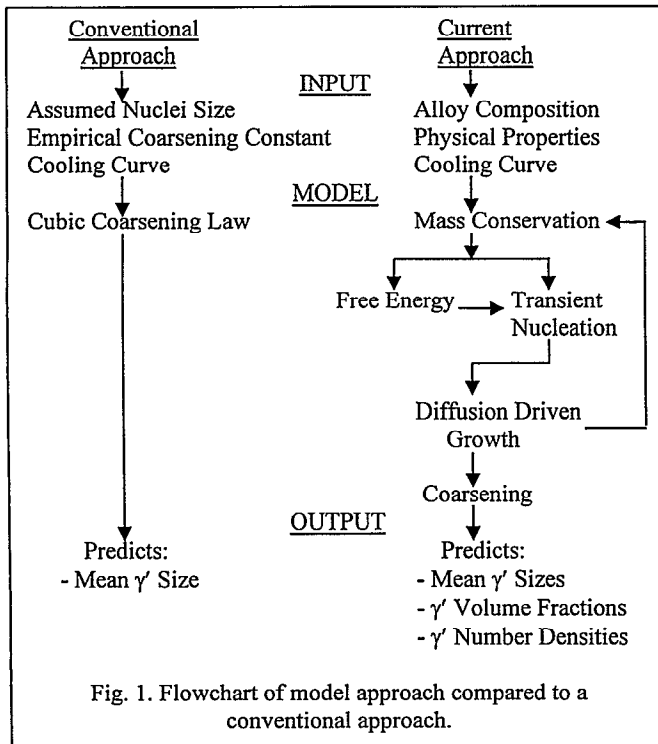 Conventional
Approach
Assumed Nuclei Size
Empirical Coarsening Constant
Cooling Curve
Cubic Coarsening Law
Predicts:
- Mean γ′ Size
INPUT
MODEL
OUTPUT
Current
Approach
Alloy Composition
Physical Properties
Cooling Curve
Mass Conservation
Free Energy
Transient
Nucleation
Diffusion Driven
Growth
Coarsening
Predicts:
- Mean γ′ Sizes
- γ′ Volume Fractions
- γ′ Number Densities
Fig. 1. Flowchart of model approach compared to a
conventional approach.